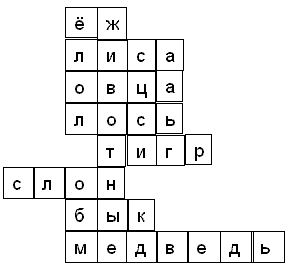 ёж
лиса
овца
лось
тигр
слон
бык
медведь